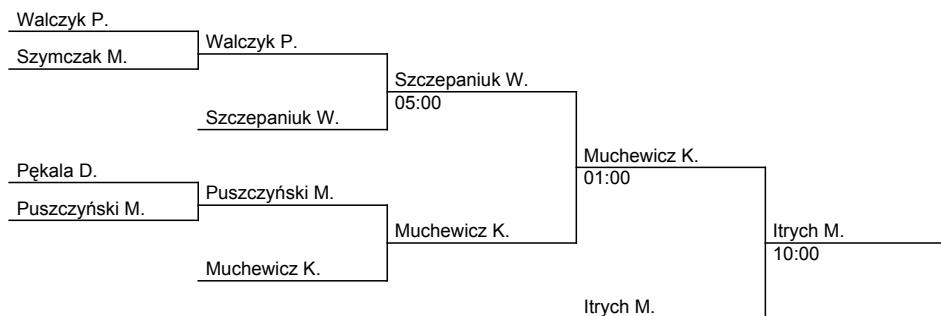 Walczyk P.
Szymczak M.
Walczyk P.
Szczepaniuk W.
Szczepaniuk W.
05:00
Pękala D.
Puszczyński M.
Puszczyński M.
Muchewicz K.
Muchewicz K.
Muchewicz K.
01:00
Itrych M.
Itrych M.
10:00